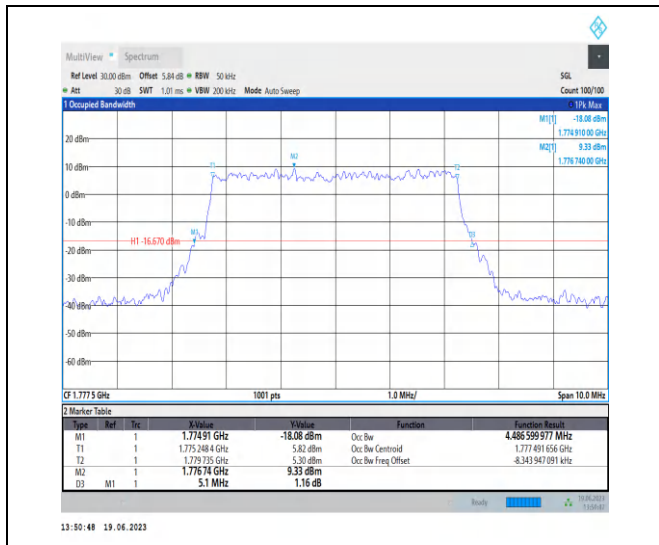 MultiView Spectrum
Ref Level 30.00 dBm Offset 5.84 dB RBW 50 kHz SGL
Att 30 dB SWT 1.01 ms VBW 200 kHz Mode Auto Sweep Count 100/100
1 Occupied Bandwidth 1Pk Max
M1[1] -18.08 dBm
1.774 910 00 GHz
M2[1] 9.33 dBm
1.776 740 00 GHz
20 dBm
M2
10 dBm
T1
T2
0 dBm
-10 dBm
M3
D3
H1 -16.670 dBm
-20 dBm
-30 dBm
-40 dBm
-50 dBm
-60 dBm
CF 1.777 5 GHz 1001 pts 1.0 MHz/ Span 10.0 MHz
2 Marker Table
Type Ref Trc X-Value Y-Value Function Function Result
M1 1 1.774 91 GHz -18.08 dBm Occ Bw 4.486 599 977 MHz
T1 1 1.775 248 4 GHz 5.82 dBm Occ Bw Centroid 1.777 491 656 GHz
T2 1 1.779 735 GHz 5.30 dBm Occ Bw Freq Offset -8.343 947 091 kHz
M2 1 1.776 74 GHz 9.33 dBm
D3 M1 1 5.1 MHz 1.16 dB
Ready 19.06.2023
13:50:48 19.06.2023